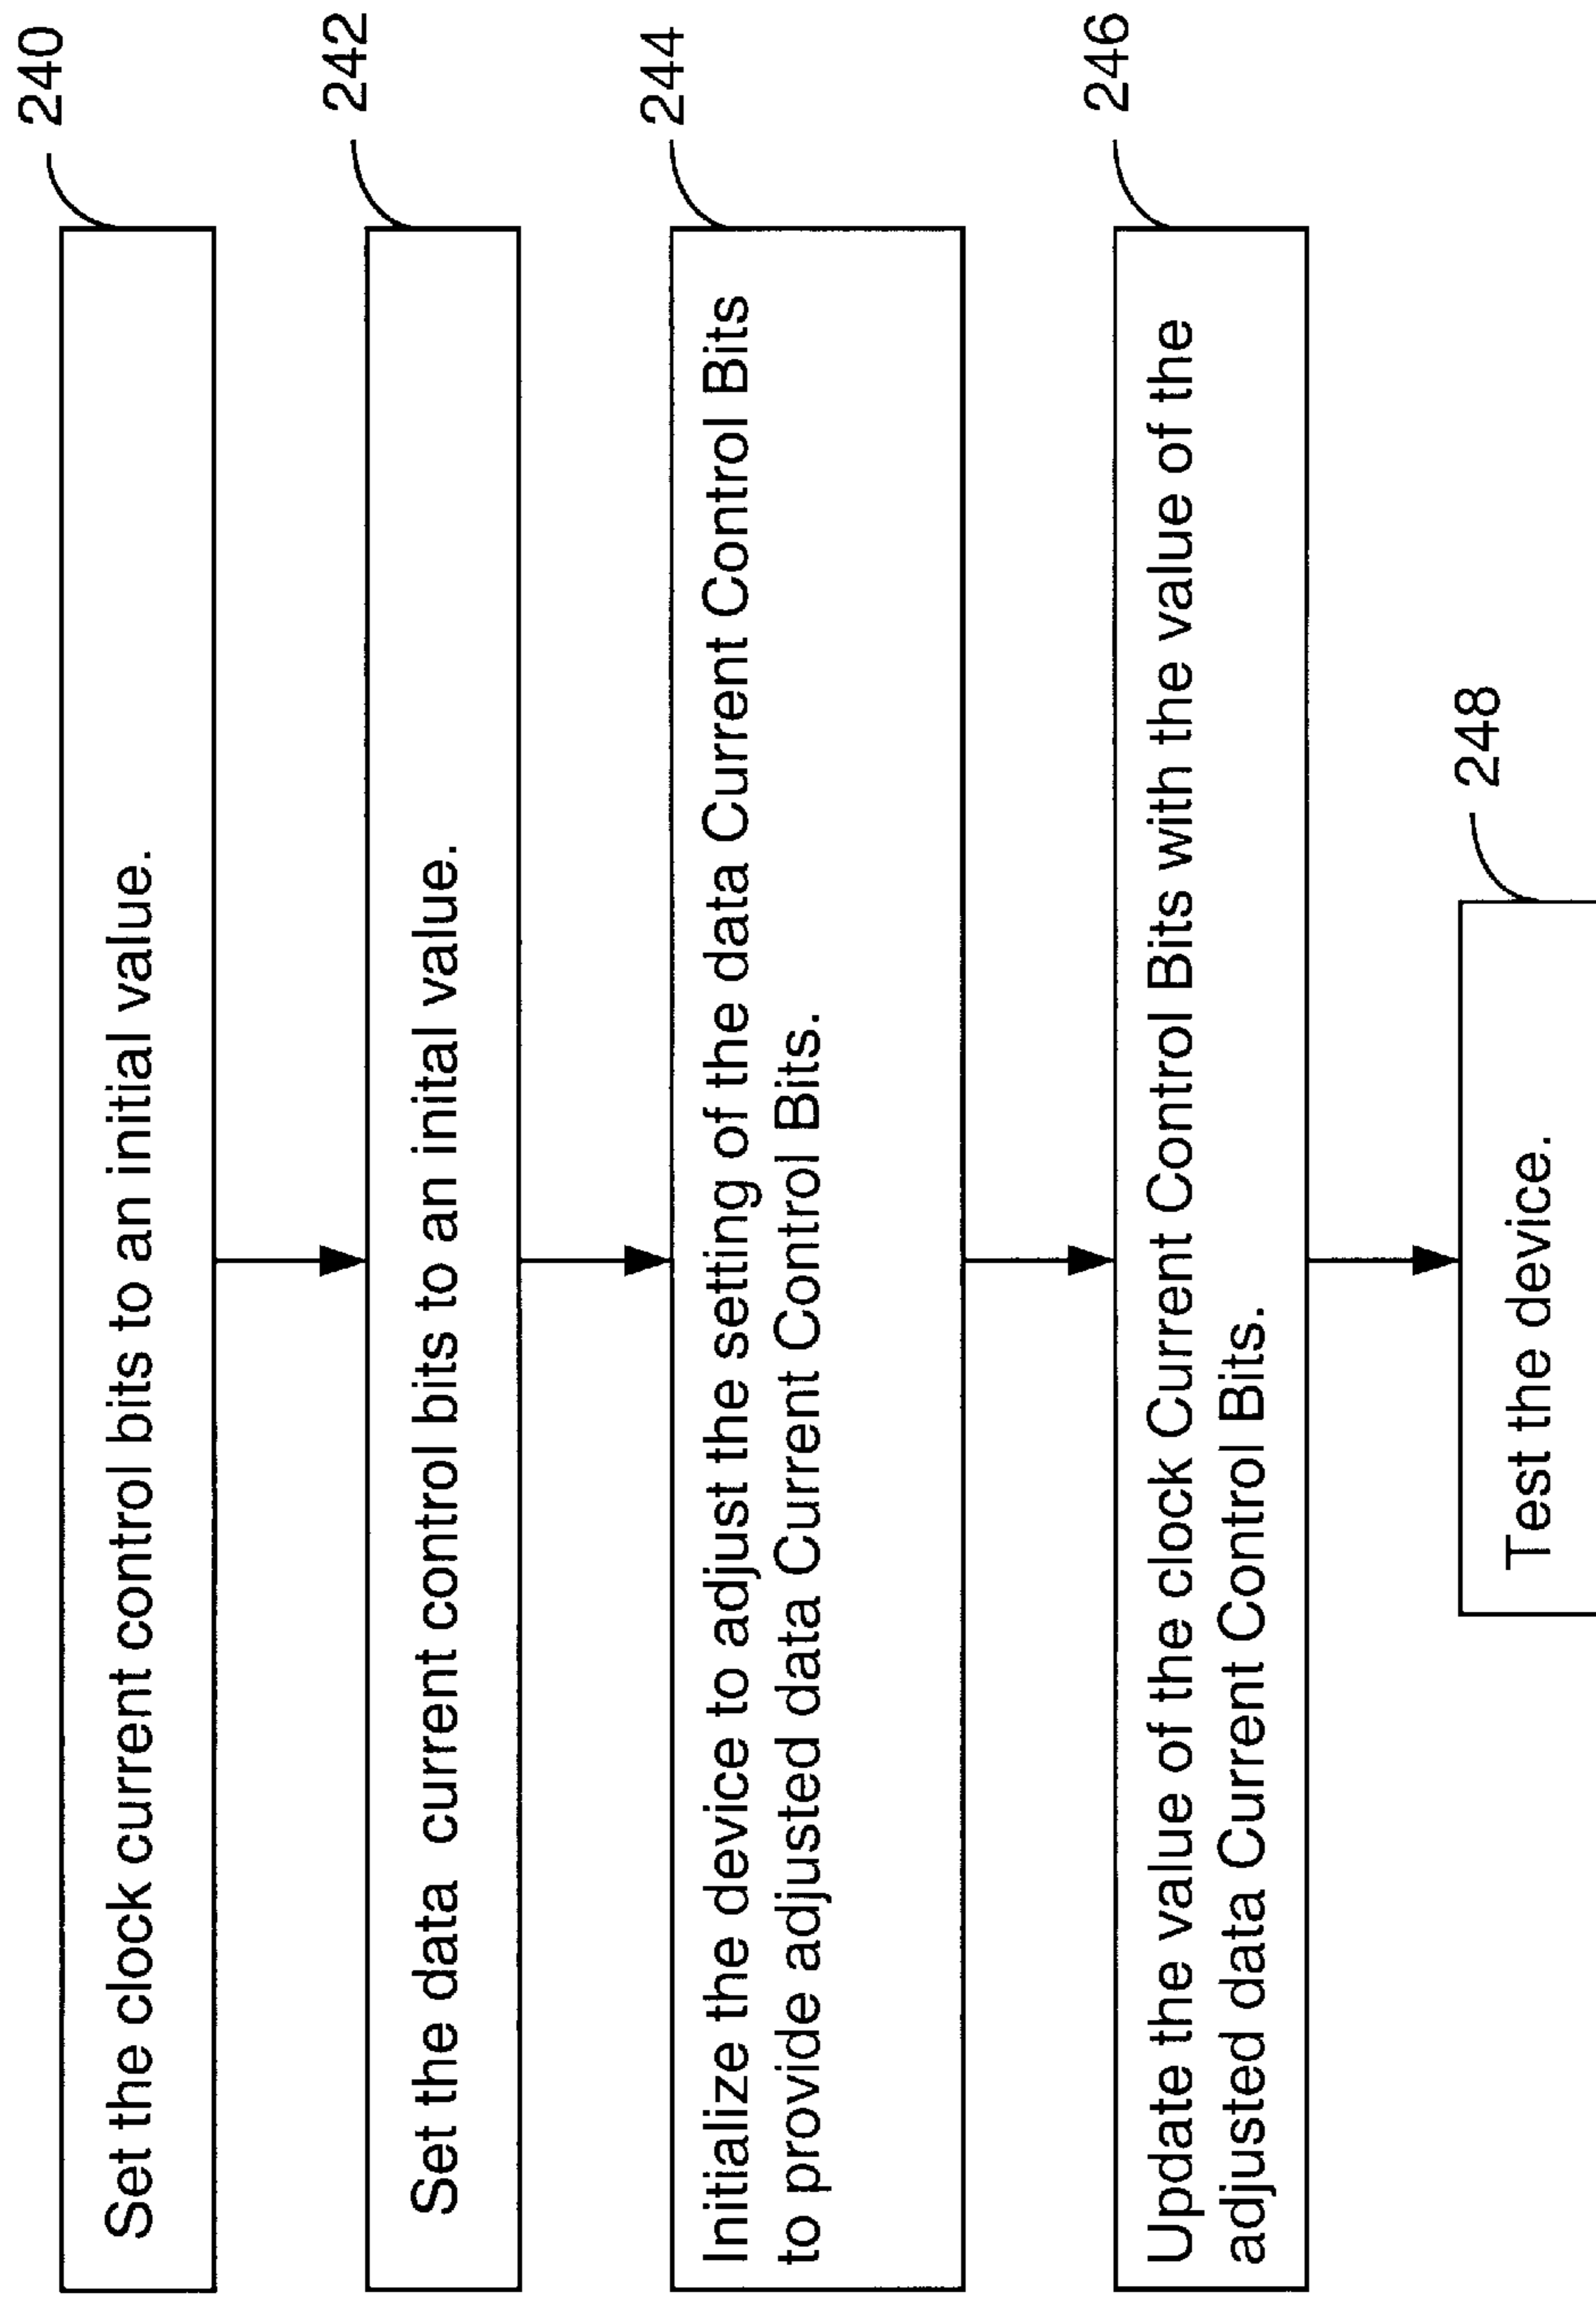 240
Set the clock current control bits to an initial value.
242
Set the data current control bits to an inital value.
244
Initialize the device to adjust the setting of the data Current Control Bits
to provide adjusted data Current Control Bits.
246
Update the value of the clock Current Control Bits with the value of the
adjusted data Current Control Bits.
248
Test the device.